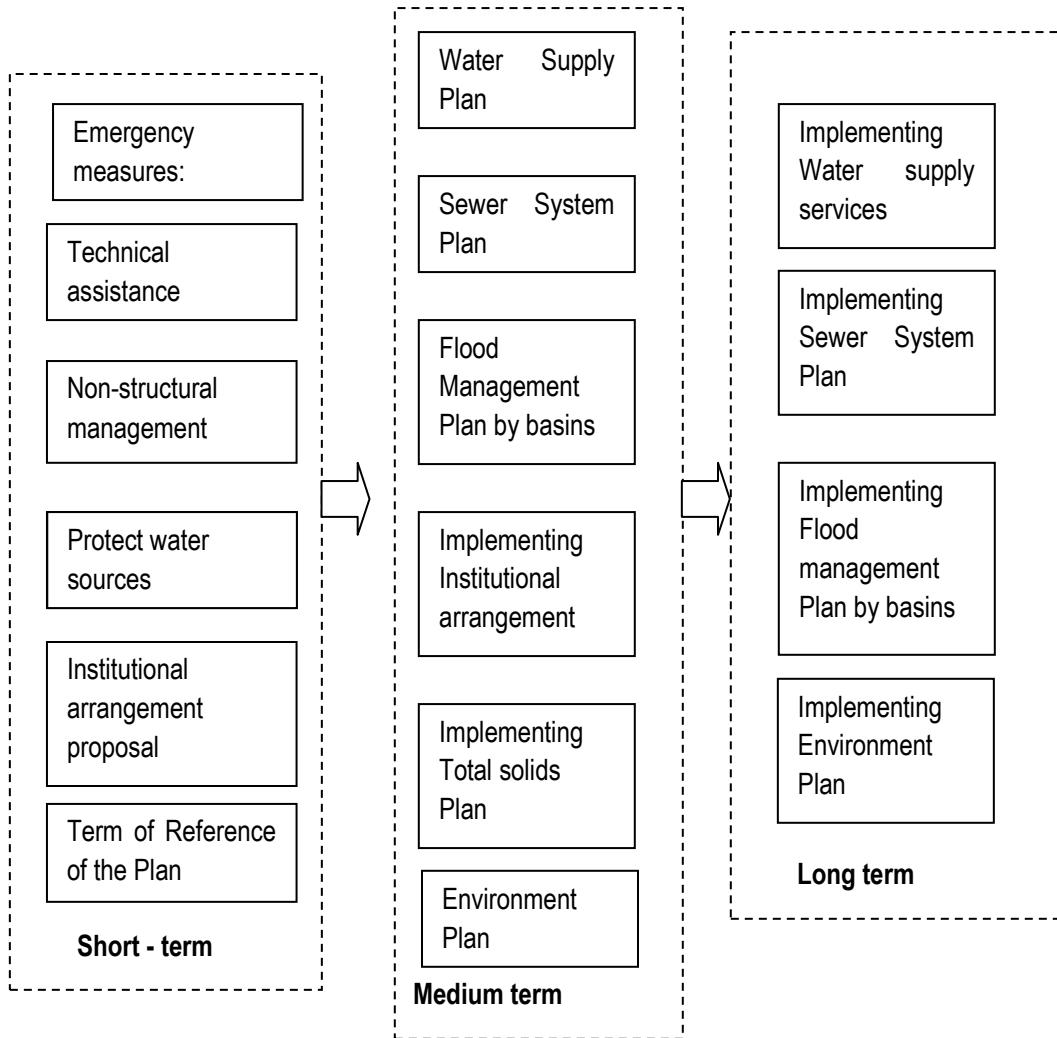 Emergency
measures:
Technical
assistance
Non-structural
management
Protect water
sources
Institutional
arrangement
proposal
Term of Reference
of the Plan
Short - term
Water Supply
Plan
Sewer System
Plan
Flood
Management
Plan by basins
Implementing
Institutional
arrangement
Implementing
Total solids
Plan
Environment
Plan
Medium term
Implementing
Water supply
services
Implementing
Sewer System
Plan
Implementing
Flood
management
Plan by basins
Implementing
Environment
Plan
Long term